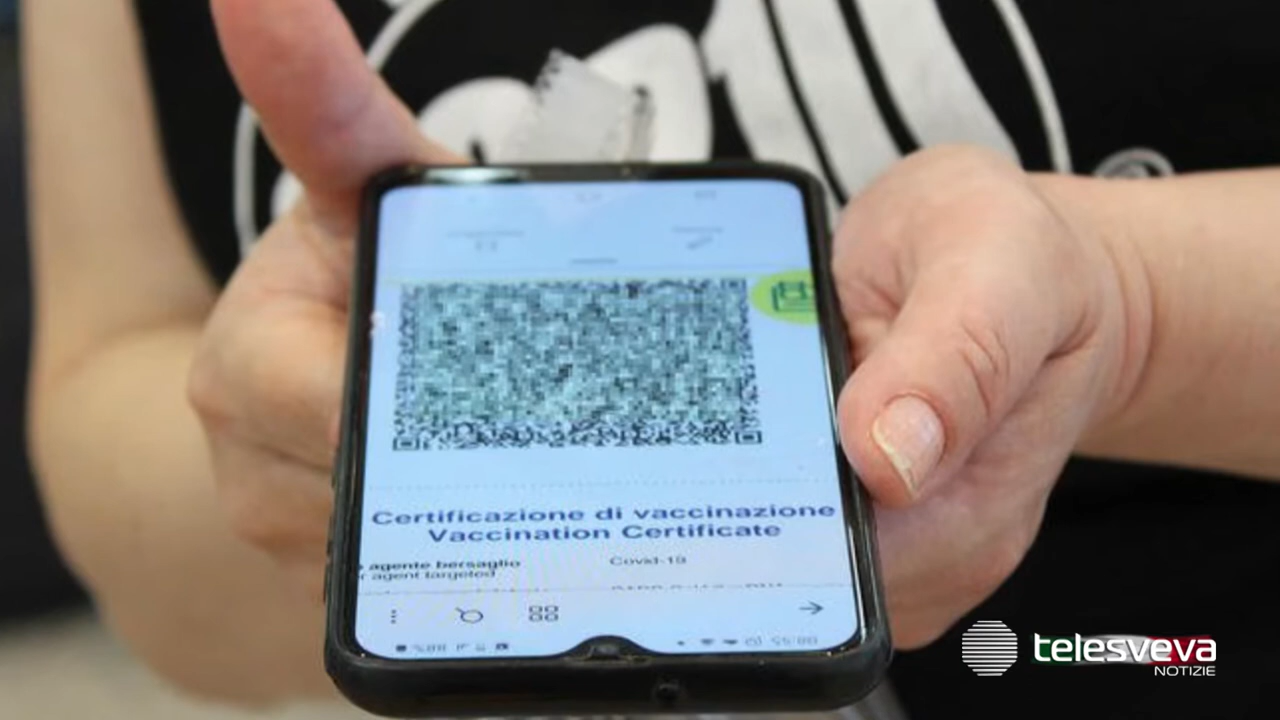 Certificazione di vaccinazione
Vaccination Certificate
agente bersaglio
agent targeted
Covid-19
telesveva
NOTIZIE